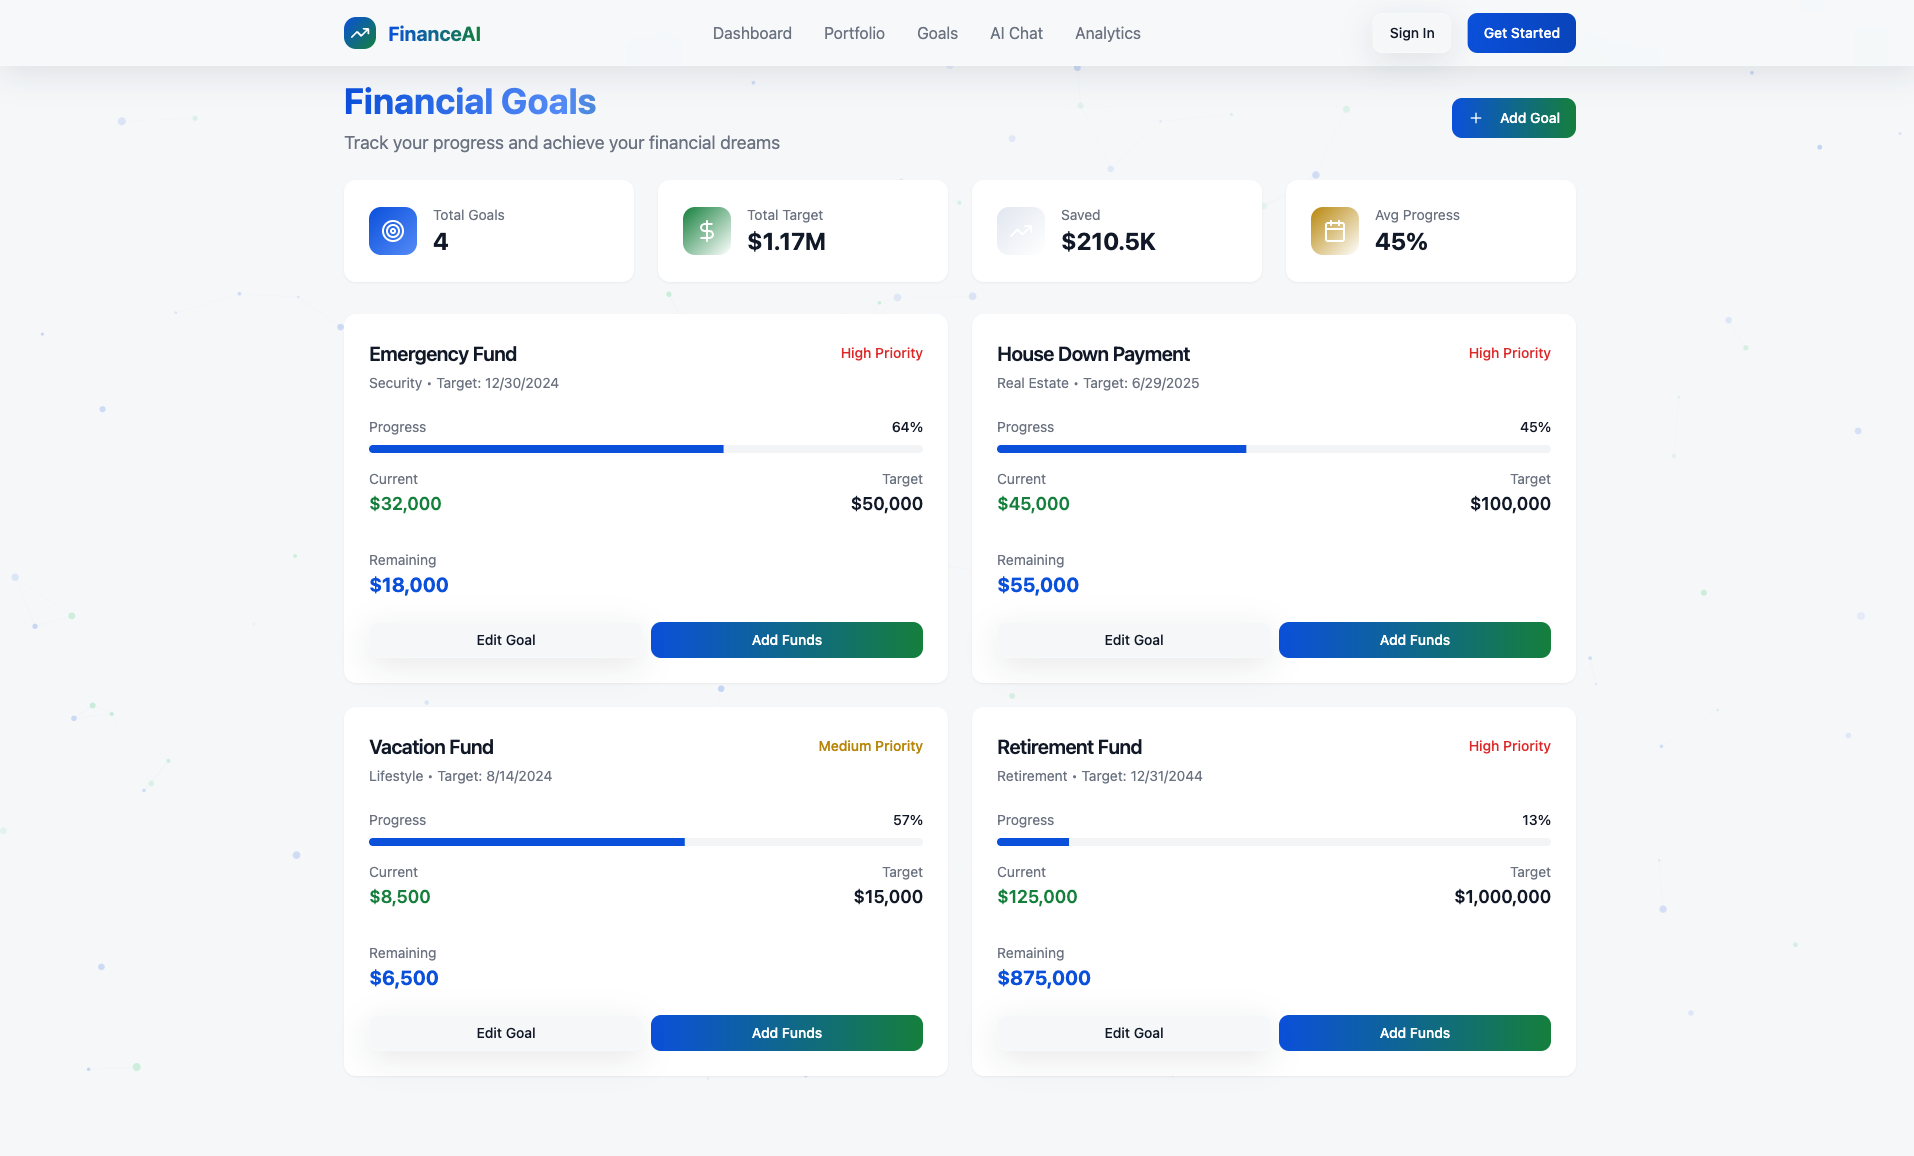 FinanceAI
Dashboard Portfolio Goals AI Chat Analytics
Sign In Get Started
Financial Goals
Track your progress and achieve your financial dreams
+ Add Goal
Total Goals
4
Total Target
$1.17M
Saved
$210.5K
Avg Progress
45%
Emergency Fund High Priority
Security • Target: 12/30/2024
Progress 64%
Current Target
$32,000 $50,000
Remaining
$18,000
Edit Goal Add Funds
House Down Payment High Priority
Real Estate • Target: 6/29/2025
Progress 45%
Current Target
$45,000 $100,000
Remaining
$55,000
Edit Goal Add Funds
Vacation Fund Medium Priority
Lifestyle • Target: 8/14/2024
Progress 57%
Current Target
$8,500 $15,000
Remaining
$6,500
Edit Goal Add Funds
Retirement Fund High Priority
Retirement • Target: 12/31/2044
Progress 13%
Current Target
$125,000 $1,000,000
Remaining
$875,000
Edit Goal Add Funds